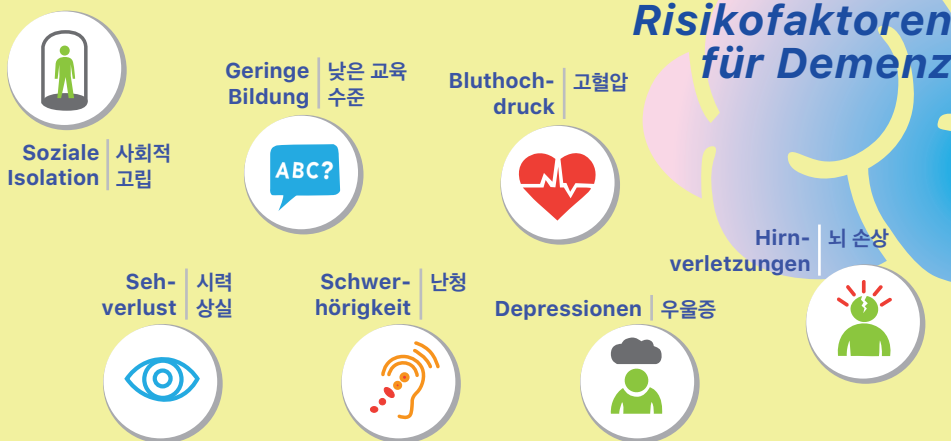 Risikofaktoren
für Demenz
Soziale
Isolation
사회적
고립
Geringe
Bildung
낮은 교육
수준
ABC?
Bluthoch-
druck
고혈압
Hirn-
verletzungen
뇌 손상
Seh-
verlust
시력
상실
Schwer-
hörigkeit
난청
Depressionen
우울증